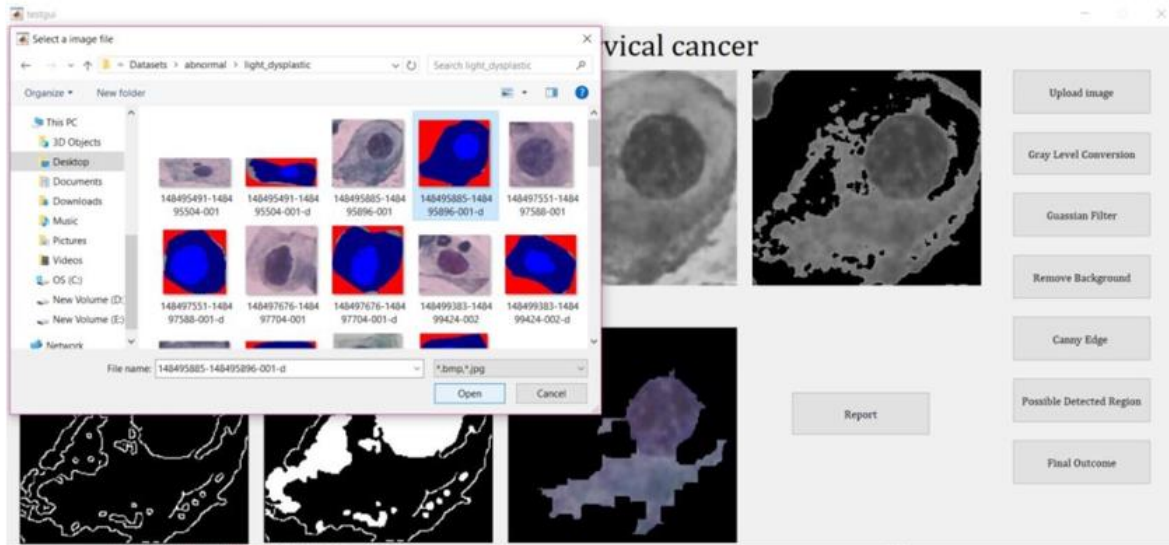 testgui
Select a image file
rvical cancer
Datasets > abnormal > light_dysplastic
Search light_dysplastic
Organize
New folder
This PC
3D Objects
Desktop
Documents
Downloads
Music
Pictures
Videos
OS (C:)
New Volume (D:
New Volume (E:)
Network
148495491-1484
95504-001
148495491-1484
95504-001-d
148495885-1484
95896-001
148495885-1484
95896-001-d
148497551-1484
97588-001
148497551-1484
97588-001-d
148497676-1484
97704-001
148497676-1484
97704-001-d
148499383-1484
99424-002
148499383-1484
99424-002-d
File name: 148495885-148495896-001-d
*.bmp,*.jpg
Open
Cancel
Upload image
Gray Level Conversion
Guassian Filter
Remove Background
Canny Edge
Possible Detected Region
Final Outcome
Report